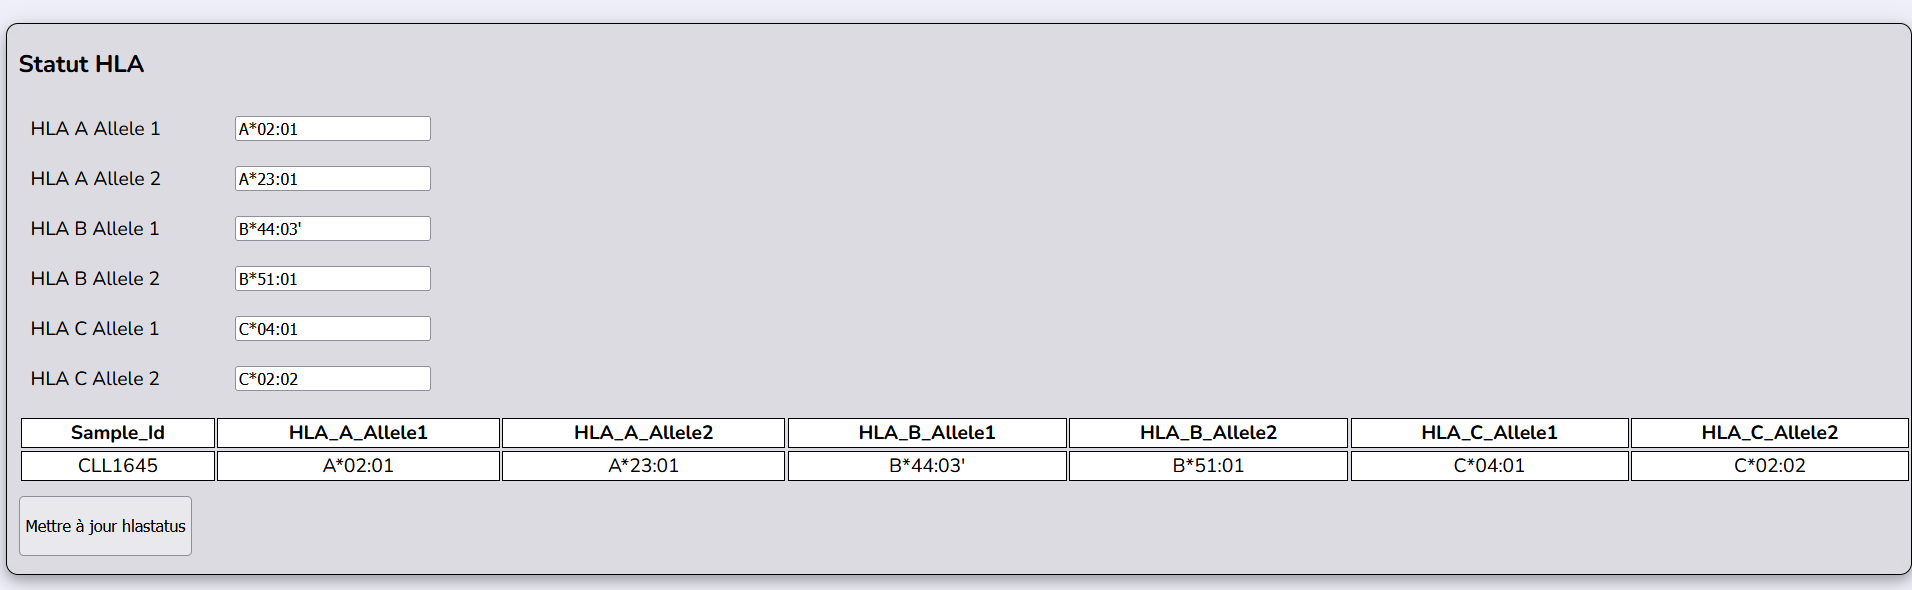 Statut HLA
HLA A Allele 1 A*02:01
HLA A Allele 2 A*23:01
HLA B Allele 1 B*44:03'
HLA B Allele 2 B*51:01
HLA C Allele 1 C*04:01
HLA C Allele 2 C*02:02
Sample_Id HLA_A_Allele1 HLA_A_Allele2 HLA_B_Allele1 HLA_B_Allele2 HLA_C_Allele1 HLA_C_Allele2
CLL1645 A*02:01 A*23:01 B*44:03' B*51:01 C*04:01 C*02:02
Mettre à jour hlastatus